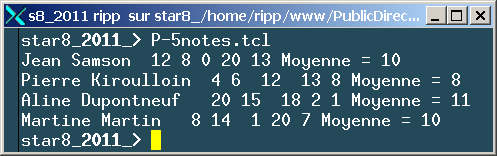 s8_2011 ripp sur star8_/home/ripp/www/PublicDirec...
star8_2011_> P-5notes.tcl
Jean Samson  12 8 0 20 13 Moyenne = 10
Pierre Kiroulloin  4 6  12  13 8 Moyenne = 8
Aline Dupontneuf   20 15  18 2 1 Moyenne = 11
Martine Martin   8 14  1 20 7 Moyenne = 10
star8_2011_>